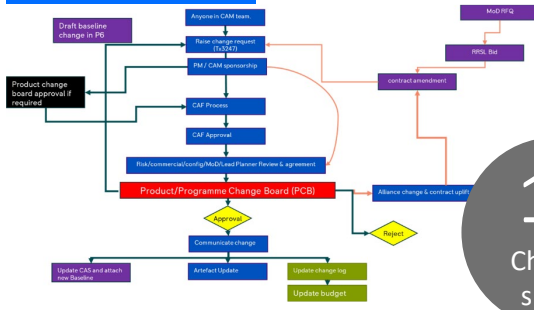 Anyone in CAM team.
MoD RFQ
Draft baseline
change in P6
Raise change request
(Tx3247)
RRSL Bid
PM / CAM sponsorship
contract amendment
Product change
board approval if
required
CAF Process
CAF Approval
Risk/commercial/config/MoD/Lead Planner Review & agreement.
Product/Programme Change Board (PCB)
Alliance change & contract uplift
Approval
Communicate change
Reject
Update CAS and attach
new Baseline
Artefact Update
Update change log
Update budget
1
Ch
s